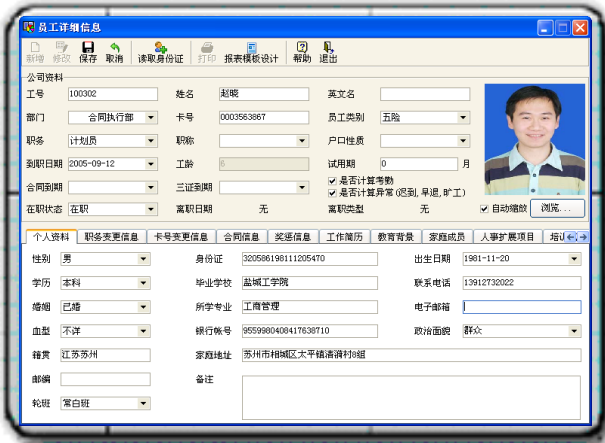 员工详细信息
新增 修改 保存 取消 读取身份证 打印 报表模板设计 帮助 退出
公司资料
工号 100302 姓名 赵晓 英文名
部门 合同执行部 卡号 0003563867 员工类别 五险
职务 计划员 职称 户口性质
到职日期 2005-09-12 工龄 6 试用期 0 月
合同到期 三证到期 是否计算考勤
是否计算异常(迟到,早退,旷工)
在职状态 在职 离职日期 无 离职类型 无 自动缩放 浏览...
个人资料 职务变更信息 卡号变更信息 合同信息 奖惩信息 工作简历 教育背景 家庭成员 人事扩展项目 培训
性别 男 身份证 320586198111205470 出生日期 1981-11-20
学历 本科 毕业学校 盐城工学院 联系电话 13912732022
婚姻 已婚 所学专业 工商管理 电子邮箱
血型 不详 银行帐号 9559980408417638710 政治面貌 群众
籍贯 江苏苏州 家庭地址 苏州市相城区太平镇 村8组
邮编 备注
轮班 常白班